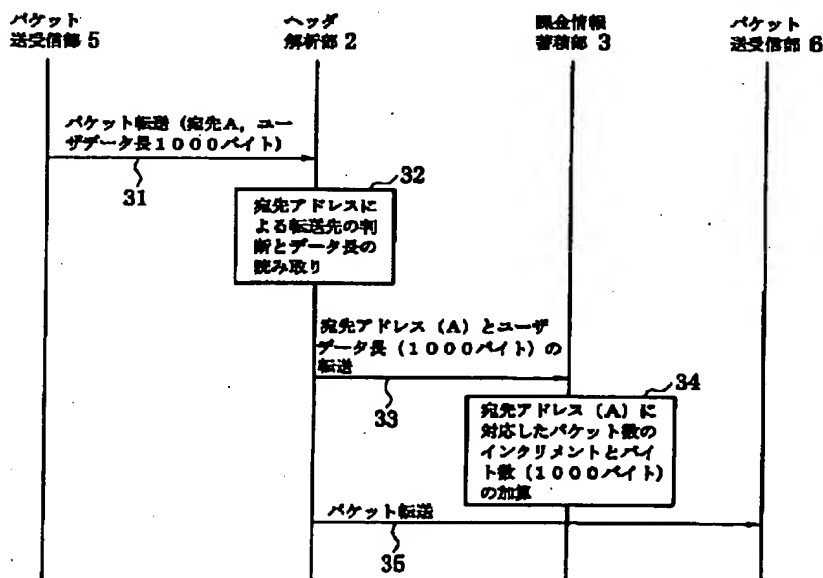 パケット
送受信部 5
ヘッダ
解析部 2
課金情報
蓄積部 3
パケット
送受信部 6
パケット転送(宛先A,ユー
ザデータ長1000バイト)
31
32
宛先アドレスに
よる転送先の判
断とデータ長の
読み取り
宛先アドレス(A)とユーザ
データ長(1000バイト)の
転送
33
34
宛先アドレス(A)に
対応したパケット数の
インクリメントとバイ
ト数(1000バイト)
の加算
パケット転送
35